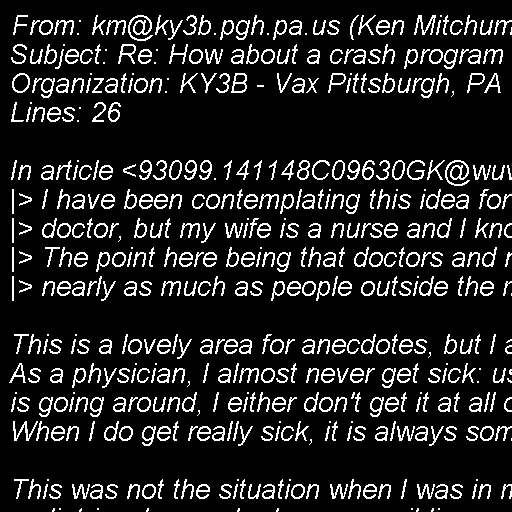 From: km@ky3b.pgh.pa.us (Ken Mitchum
Subject: Re: How about a crash program
Organization: KY3B - Vax Pittsburgh, PA
Lines: 26

In article <93099.141148C09630GK@wuv
|> I have been contemplating this idea for
|> doctor, but my wife is a nurse and I kno
|> The point here being that doctors and n
|> nearly as much as people outside the m

This is a lovely area for anecdotes, but I a
As a physician, I almost never get sick: us
is going around, I either don't get it at all o
When I do get really sick, it is always som

This was not the situation when I was in m